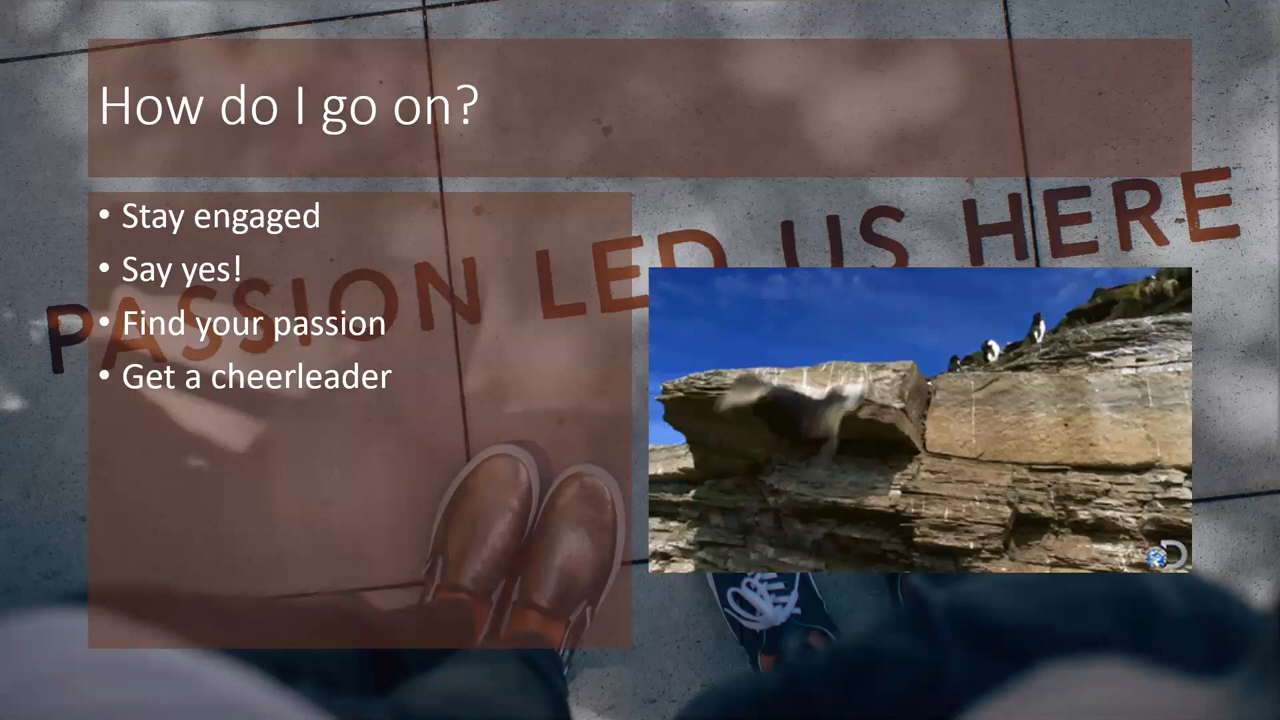 How do I go on?
• Stay engaged
• Say yes!
• Find your passion
• Get a cheerleader
PASSION LED US HERE